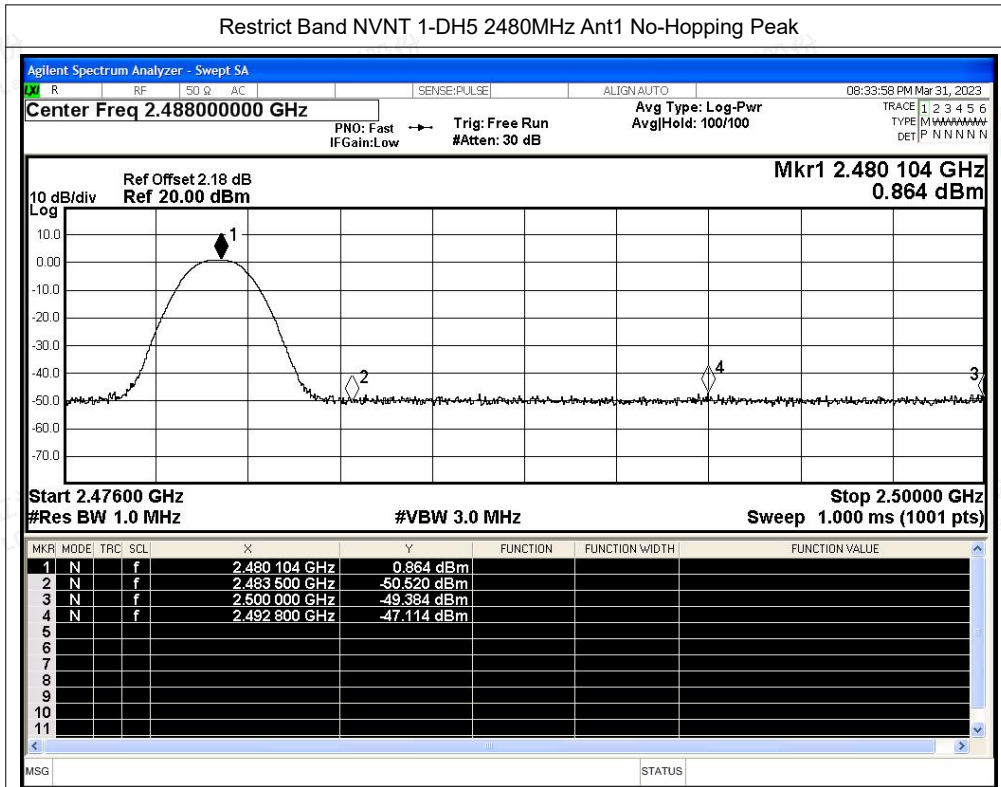 Restrict Band NVNT 1-DH5 2480MHz Ant1 No-Hopping Peak
Agilent Spectrum Analyzer - Swept SA
LXI R RF 50 Ω AC SENSE:PULSE ALIGN AUTO 08:33:58 PM Mar 31, 2023
Center Freq 2.488000000 GHz
PNO: Fast
IFGain:Low
Trig: Free Run
#Atten: 30 dB
Avg Type: Log-Pwr
Avg|Hold: 100/100
TRACE 1 2 3 4 5 6
TYPE M WWWWW
DET P N N N N N
Ref Offset 2.18 dB
Ref 20.00 dBm
10 dB/div
Log
Mkr1 2.480 104 GHz
0.864 dBm
10.0
0.00
-10.0
-20.0
-30.0
-40.0
-50.0
-60.0
-70.0
1
2
4
3
Start 2.47600 GHz
#Res BW 1.0 MHz
#VBW 3.0 MHz
Stop 2.50000 GHz
Sweep 1.000 ms (1001 pts)
MKR MODE TRC SCL X Y FUNCTION FUNCTION WIDTH FUNCTION VALUE
1 N f 2.480 104 GHz 0.864 dBm
2 N f 2.483 500 GHz -50.520 dBm
3 N f 2.500 000 GHz -49.384 dBm
4 N f 2.492 800 GHz -47.114 dBm
5
6
7
8
9
10
11
MSG STATUS